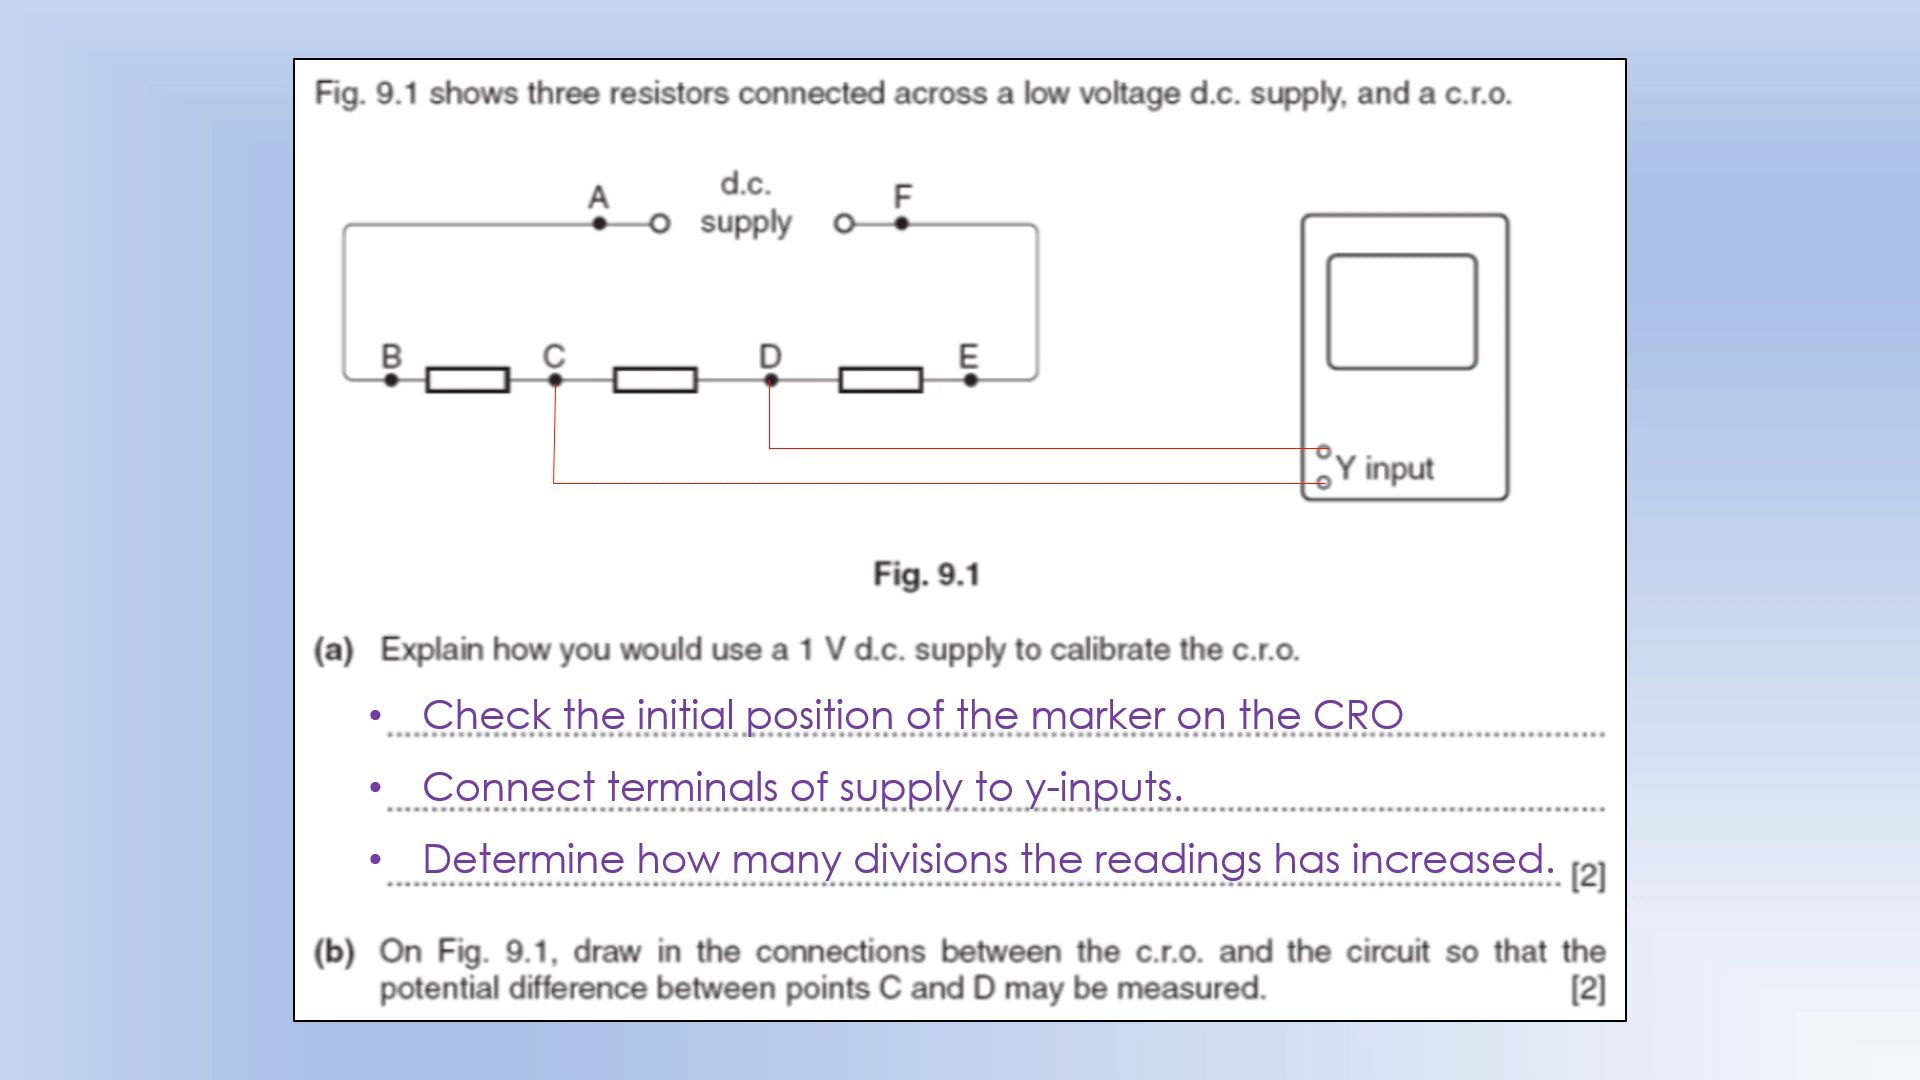 Fig. 9.1 shows three resistors connected across a low voltage d.c. supply, and a c.r.o.
A
d.c.
supply
F
B
C
D
E
Y input
Fig. 9.1
(a) Explain how you would use a 1 V d.c. supply to calibrate the c.r.o.
• Check the initial position of the marker on the CRO
• Connect terminals of supply to y-inputs.
• Determine how many divisions the readings has increased. [2]
(b) On Fig. 9.1, draw in the connections between the c.r.o. and the circuit so that the
potential difference between points C and D may be measured. [2]